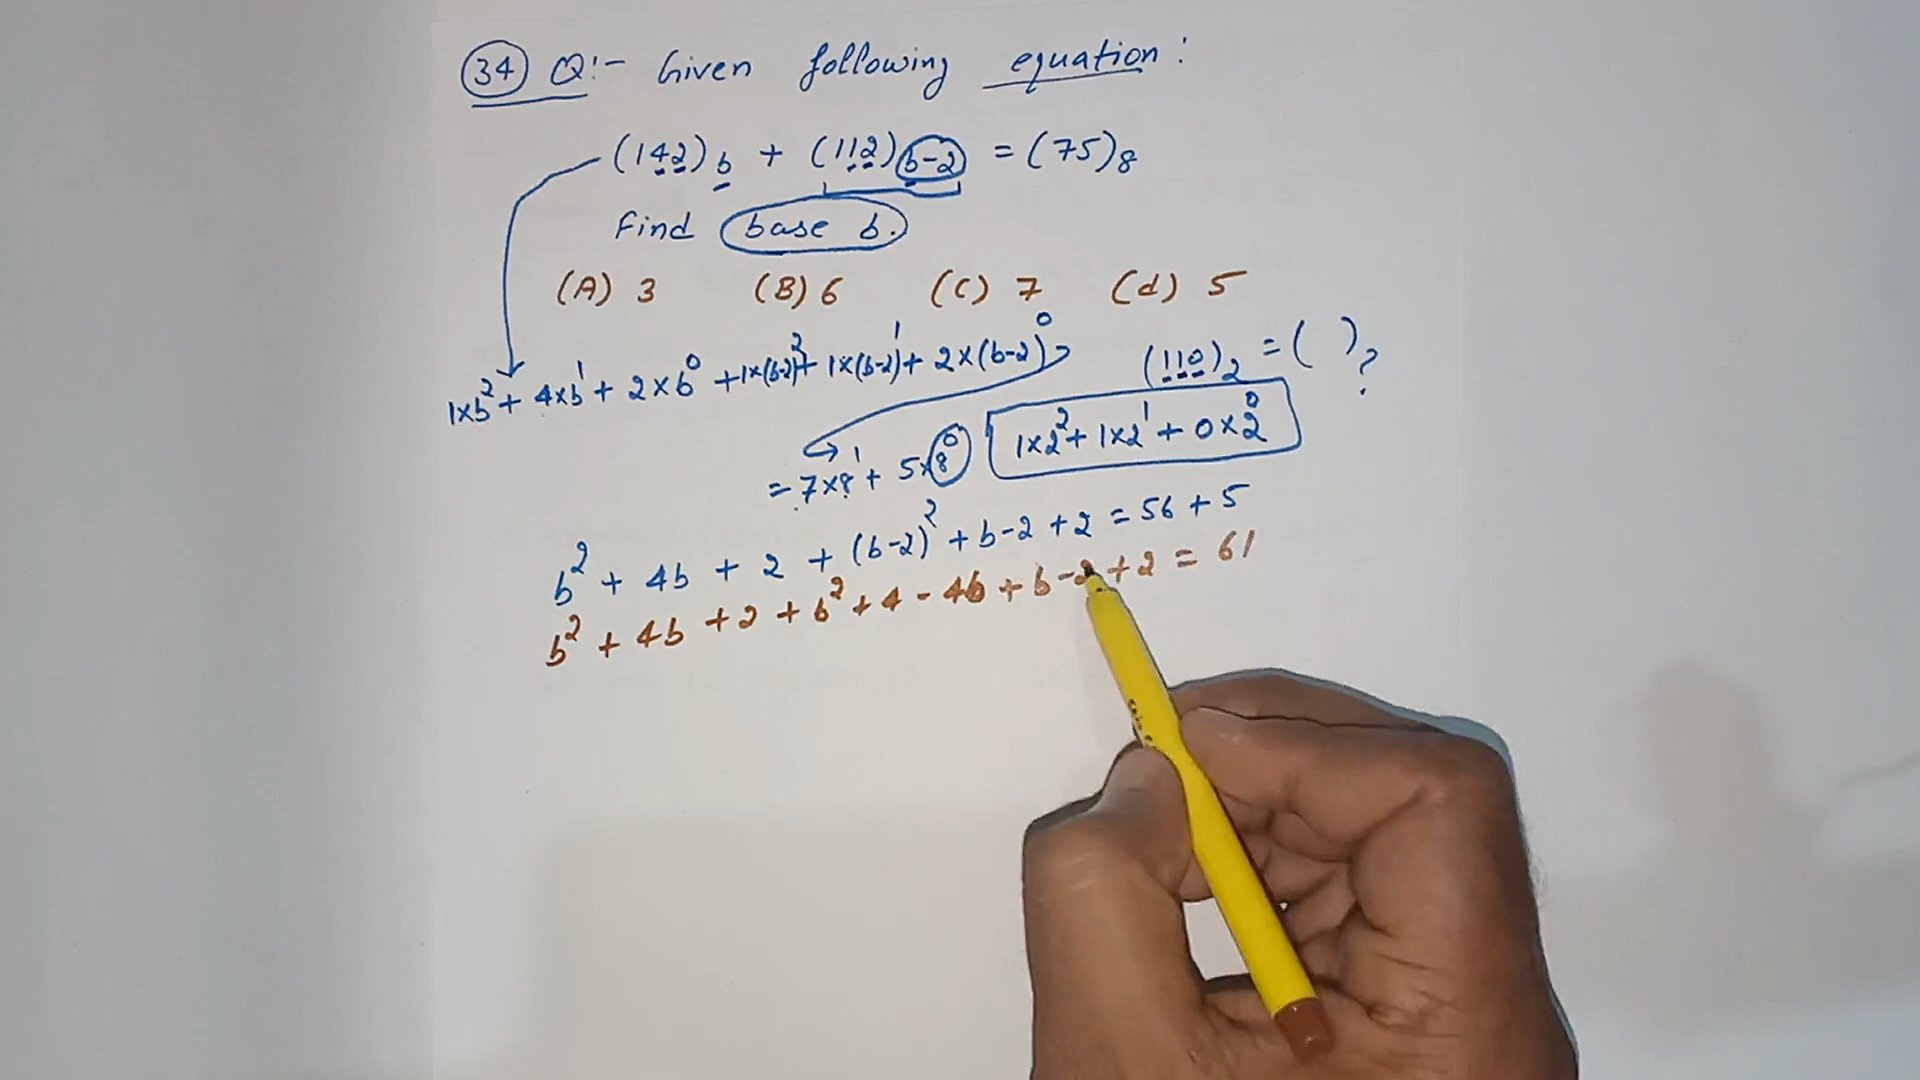 (34) Q:- Given following equation:
(142)b + (112)b-2 = (75)8
Find base b.
(A) 3 (B) 6 (C) 7 (d) 5
1×b² + 4×b¹ + 2×b⁰ + 1×(b-2)² + 1×(b-2)¹ + 2×(b-2)⁰
(110)2 = ( )?
= 7×8¹ + 5×8⁰
1×2² + 1×2¹ + 0×2⁰
b² + 4b + 2 + (b-2)² + b-2 + 2 = 56 + 5
b² + 4b + 2 + b² + 4 - 4b + b - 2 + 2 = 61